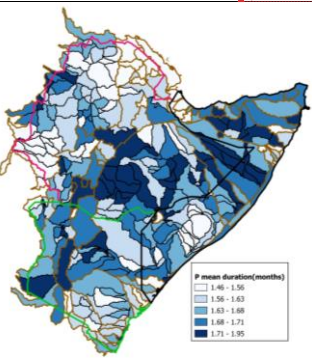 P mean duration(months)
1.46 - 1.56
1.56 - 1.63
1.63 - 1.68
1.68 - 1.71
1.71 - 1.95